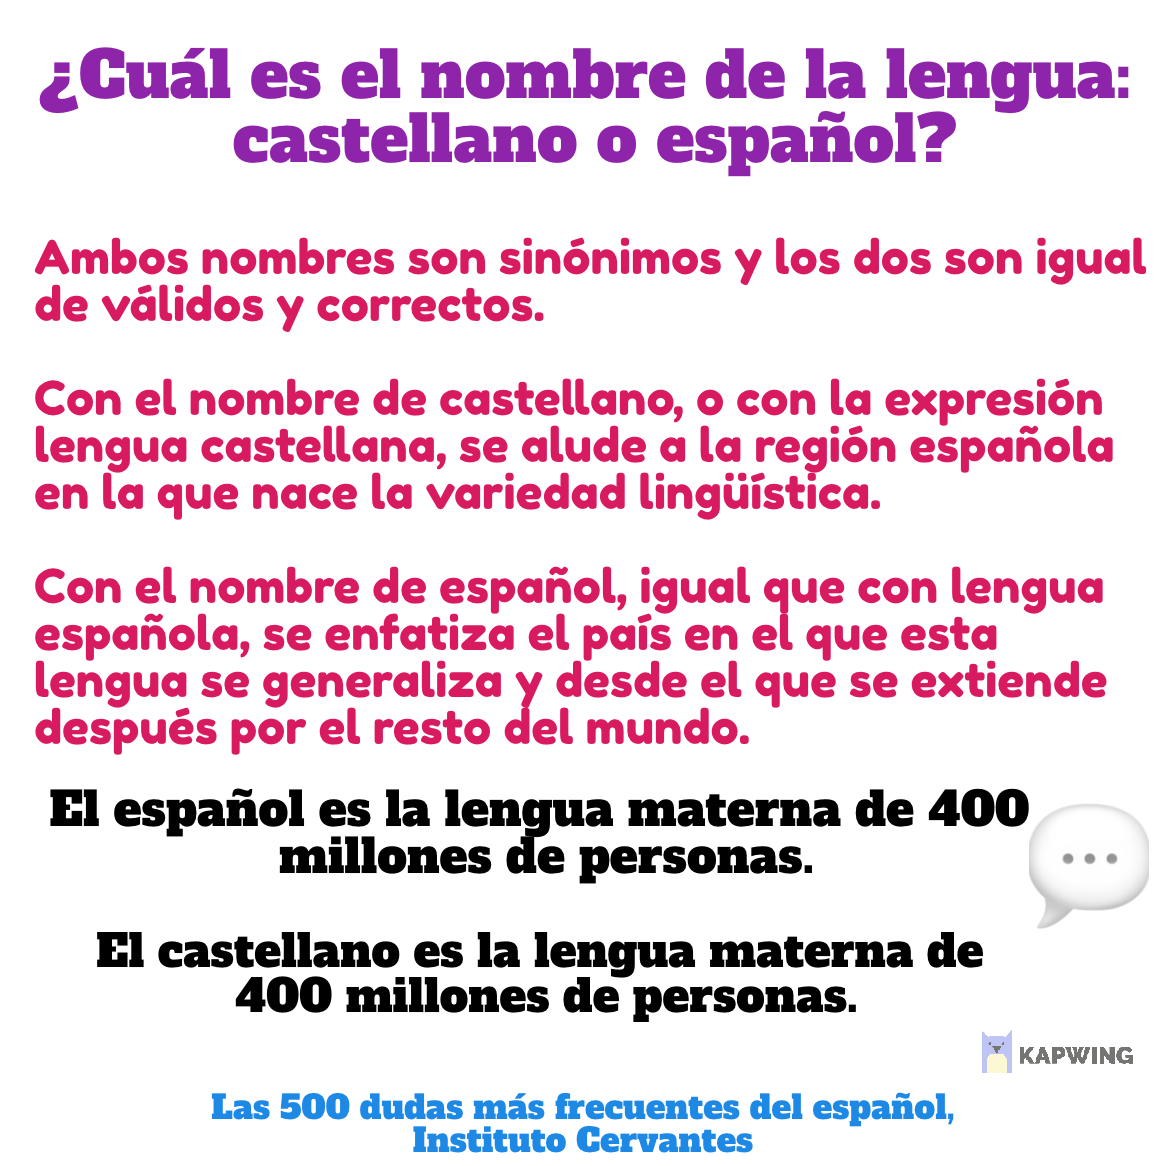 ¿Cuál es el nombre de la lengua:
castellano o español?
Ambos nombres son sinónimos y los dos son igual
de válidos y correctos.
Con el nombre de castellano, o con la expresión
lengua castellana, se alude a la región española
en la que nace la variedad lingüística.
Con el nombre de español, igual que con lengua
española, se enfatiza el país en el que esta
lengua se generaliza y desde el que se extiende
después por el resto del mundo.
El español es la lengua materna de 400
millones de personas.
El castellano es la lengua materna de
400 millones de personas.
KAPWING
Las 500 dudas más frecuentes del español,
Instituto Cervantes